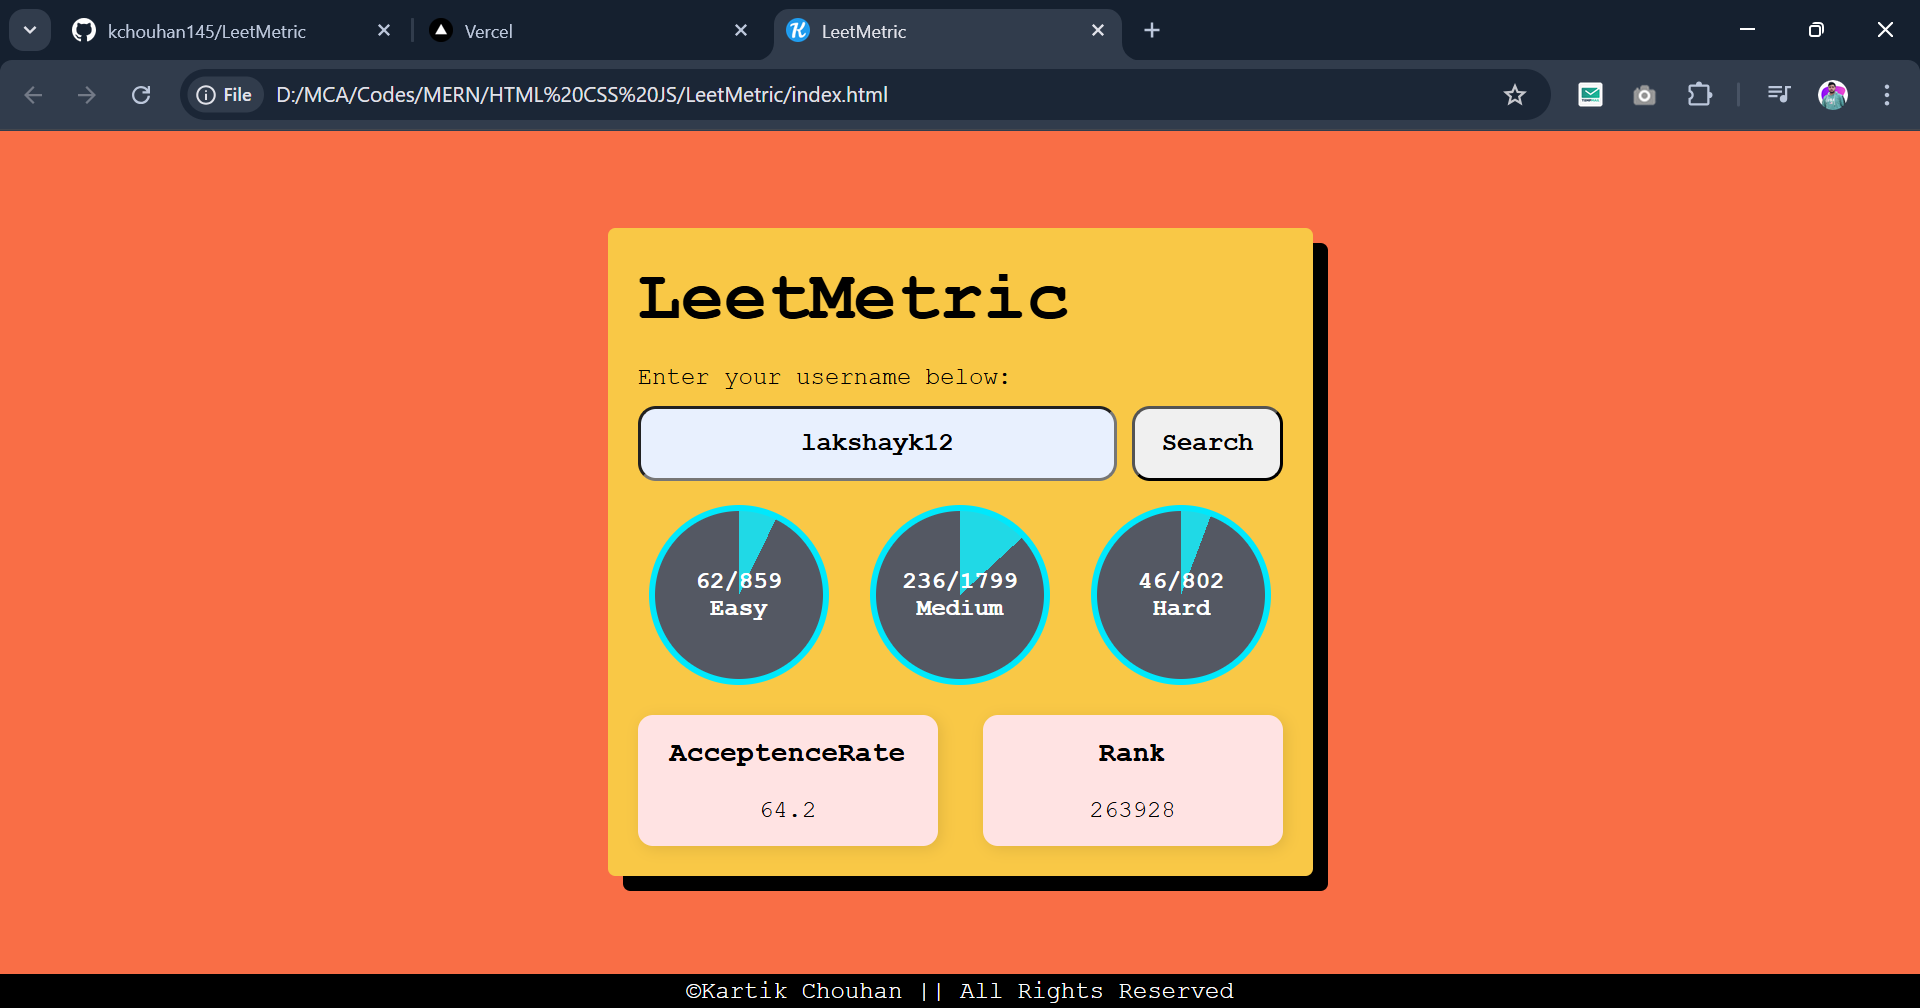 kchouhan145/LeetMetric
Vercel
LeetMetric
File D:/MCA/Codes/MERN/HTML%20CSS%20JS/LeetMetric/index.html
LeetMetric
Enter your username below:
lakshayk12 Search
62/859 236/1799 46/802
Easy Medium Hard
AcceptenceRate Rank
64.2 263928
©Kartik Chouhan || All Rights Reserved